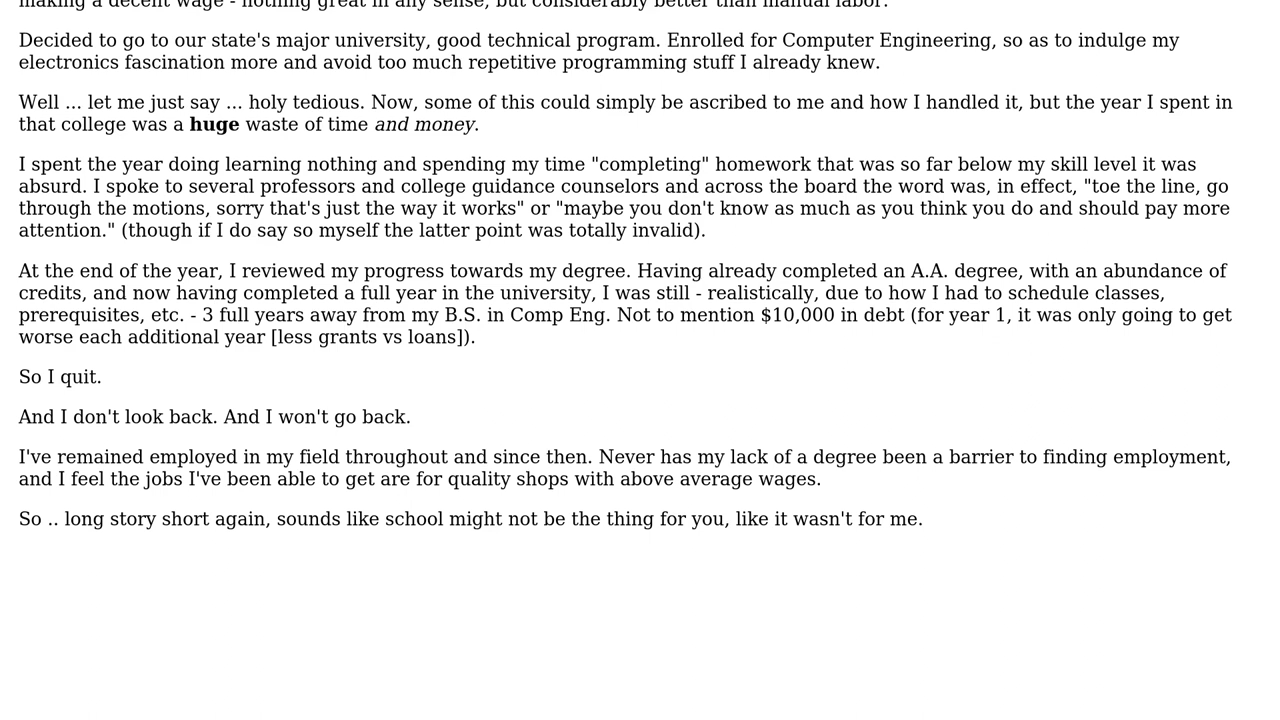 making a decent wage - nothing great in any sense, but considerably better than manual labor.
Decided to go to our state's major university, good technical program. Enrolled for Computer Engineering, so as to indulge my
electronics fascination more and avoid too much repetitive programming stuff I already knew.
Well ... let me just say ... holy tedious. Now, some of this could simply be ascribed to me and how I handled it, but the year I spent in
that college was a huge waste of time and money.
I spent the year doing learning nothing and spending my time "completing" homework that was so far below my skill level it was
absurd. I spoke to several professors and college guidance counselors and across the board the word was, in effect, "toe the line, go
through the motions, sorry that's just the way it works" or "maybe you don't know as much as you think you do and should pay more
attention." (though if I do say so myself the latter point was totally invalid).
At the end of the year, I reviewed my progress towards my degree. Having already completed an A.A. degree, with an abundance of
credits, and now having completed a full year in the university, I was still - realistically, due to how I had to schedule classes,
prerequisites, etc. - 3 full years away from my B.S. in Comp Eng. Not to mention $10,000 in debt (for year 1, it was only going to get
worse each additional year [less grants vs loans]).
So I quit.
And I don't look back. And I won't go back.
I've remained employed in my field throughout and since then. Never has my lack of a degree been a barrier to finding employment,
and I feel the jobs I've been able to get are for quality shops with above average wages.
So .. long story short again, sounds like school might not be the thing for you, like it wasn't for me.